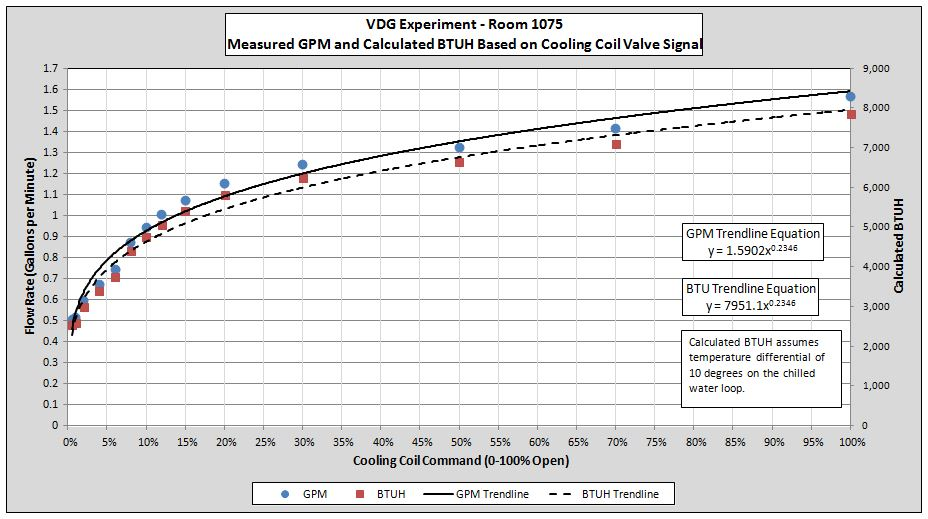 VDG Experiment - Room 1075
Measured GPM and Calculated BTUH Based on Cooling Coil Valve Signal
1.7
1.6
1.5
1.4
1.3
1.2
1.1
1
0.9
0.8
0.7
0.6
0.5
0.4
0.3
0.2
0.1
0
Flow Rate (Gallons per Minute)
9,000
8,000
7,000
6,000
5,000
4,000
3,000
2,000
1,000
0
Calculated BTUH
GPM Trendline Equation
y = 1.5902x^0.2346
BTU Trendline Equation
y = 7951.1x^0.2346
Calculated BTUH assumes
temperature differential of
10 degrees on the chilled
water loop.
0% 5% 10% 15% 20% 25% 30% 35% 40% 45% 50% 55% 60% 65% 70% 75% 80% 85% 90% 95% 100%
Cooling Coil Command (0-100% Open)
GPM BTUH GPM Trendline BTUH Trendline